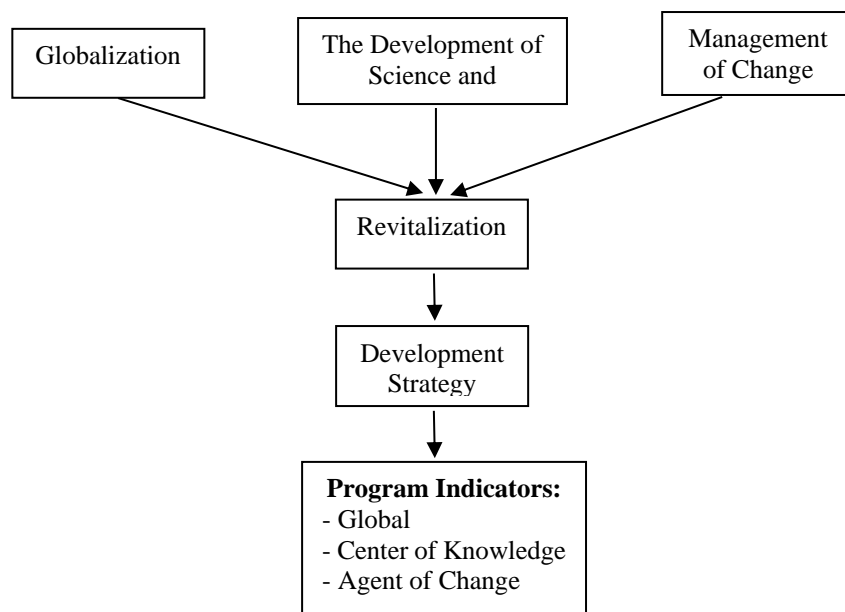 Globalization
The Development of
Science and
Management
of Change
Revitalization
Development
Strategy
Program Indicators:
- Global
- Center of Knowledge
- Agent of Change